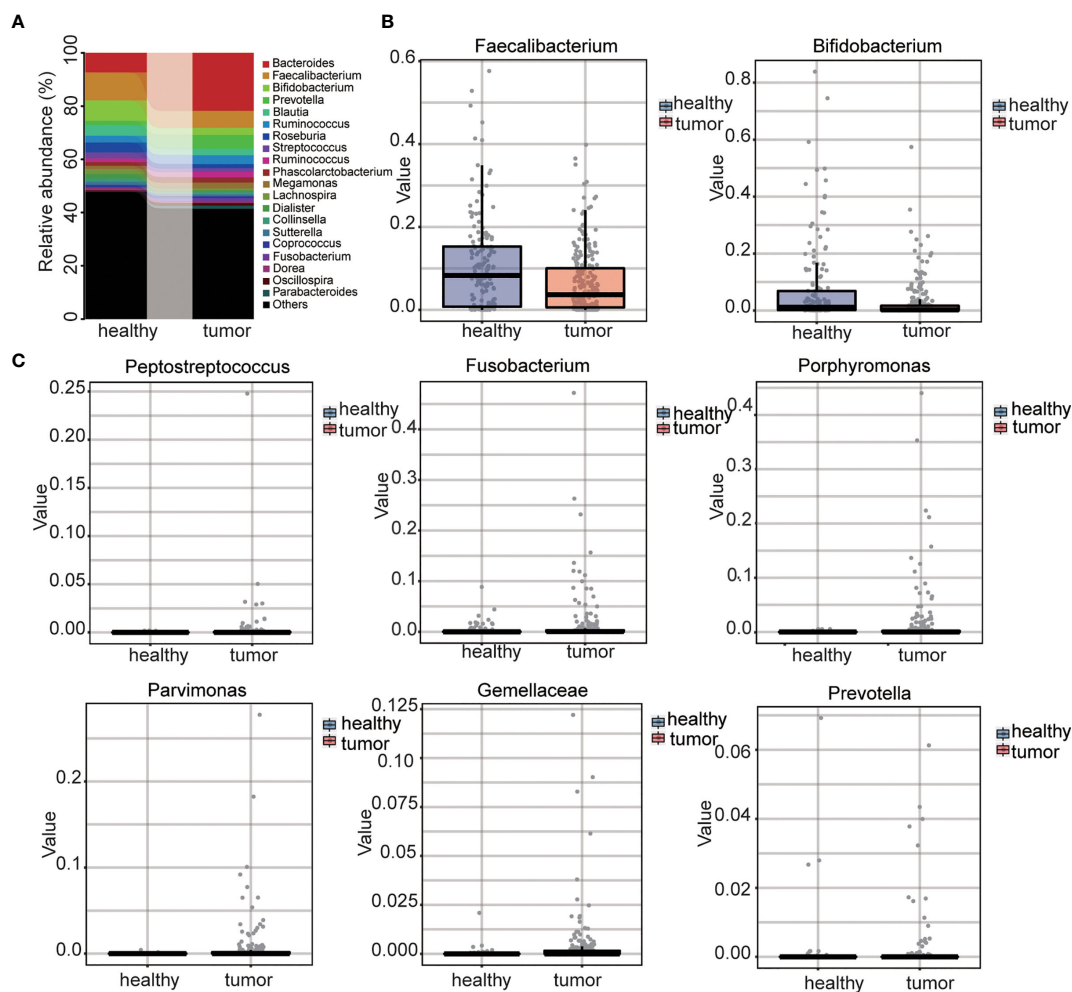 A
Relative abundance (%)
100
80
60
40
20
0
healthy
tumor
Bacteroides
Faecalibacterium
Bifidobacterium
Prevotella
Blautia
Ruminococcus
Roseburia
Streptococcus
Ruminococcus
Phascolarctobacterium
Megamonas
Lachnospira
Dialister
Collinsella
Sutterella
Coprococcus
Fusobacterium
Dorea
Oscillospira
Parabacteroides
Others
B
Faecalibacterium
Value
0.6
0.4
0.2
0.0
healthy
tumor
healthy
tumor
Bifidobacterium
Value
0.8
0.6
0.4
0.2
0.0
healthy
tumor
healthy
tumor
C
Peptostreptococcus
Value
0.25
0.20
0.15
0.10
0.05
0.00
healthy
tumor
healthy
tumor
Fusobacterium
Value
0.4
0.3
0.2
0.1
0.0
healthy
tumor
healthy
tumor
Porphyromonas
Value
0.4
0.3
0.2
0.1
0.0
healthy
tumor
healthy
tumor
Parvimonas
Value
0.2
0.1
0.0
healthy
tumor
healthy
tumor
Gemellaceae
Value
0.125
0.100
0.075
0.050
0.025
0.000
healthy
tumor
healthy
tumor
Prevotella
Value
0.06
0.04
0.02
0.00
healthy
tumor
healthy
tumor